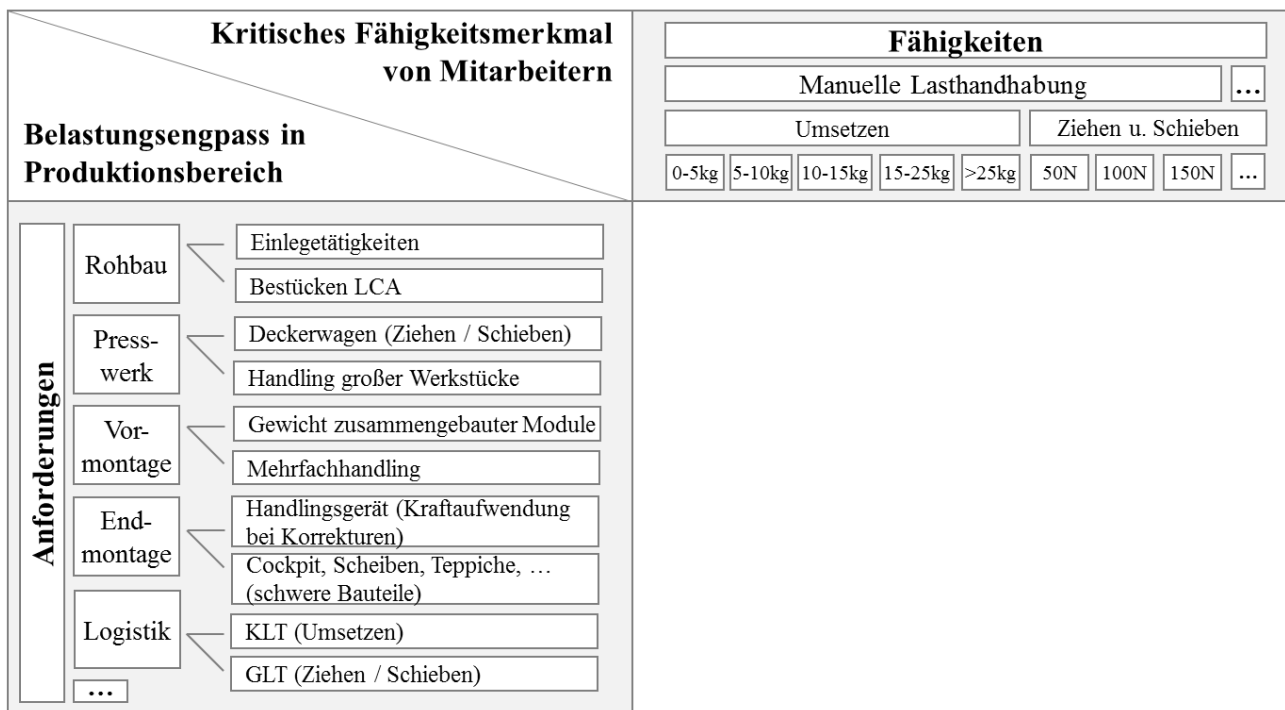 Kritisches Fähigkeitsmerkmal
von Mitarbeitern
Belastungsengpass in
Produktionsbereich
Fähigkeiten
Manuelle Lasthandhabung
...
Umsetzen
Ziehen u. Schieben
0-5kg
5-10kg
10-15kg
15-25kg
>25kg
50N
100N
150N
...
Anforderungen
Rohbau
Einlegetätigkeiten
Bestücken LCA
Press-
werk
Deckerwagen (Ziehen / Schieben)
Handling großer Werkstücke
Vor-
montage
Gewicht zusammengebauter Module
Mehrfachhandling
End-
montage
Handlingsgerät (Kraftaufwendung
bei Korrekturen)
Cockpit, Scheiben, Teppiche, …
(schwere Bauteile)
Logistik
KLT (Umsetzen)
GLT (Ziehen / Schieben)
...